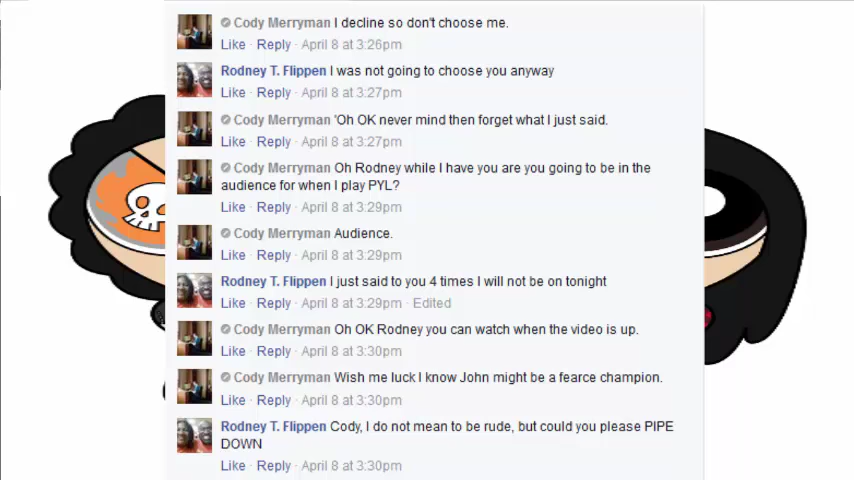 Cody Merryman I decline so don't choose me.
Like · Reply · April 8 at 3:26pm
Rodney T. Flippen I was not going to choose you anyway
Like · Reply · April 8 at 3:27pm
Cody Merryman 'Oh OK never mind then forget what I just said.
Like · Reply · April 8 at 3:27pm
Cody Merryman Oh Rodney while I have you are you going to be in the
audience for when I play PYL?
Like · Reply · April 8 at 3:29pm
Cody Merryman Audience.
Like · Reply · April 8 at 3:29pm
Rodney T. Flippen I just said to you 4 times I will not be on tonight
Like · Reply · April 8 at 3:29pm · Edited
Cody Merryman Oh OK Rodney you can watch when the video is up.
Like · Reply · April 8 at 3:30pm
Cody Merryman Wish me luck I know John might be a fearce champion.
Like · Reply · April 8 at 3:30pm
Rodney T. Flippen Cody, I do not mean to be rude, but could you please PIPE
DOWN
Like · Reply · April 8 at 3:30pm